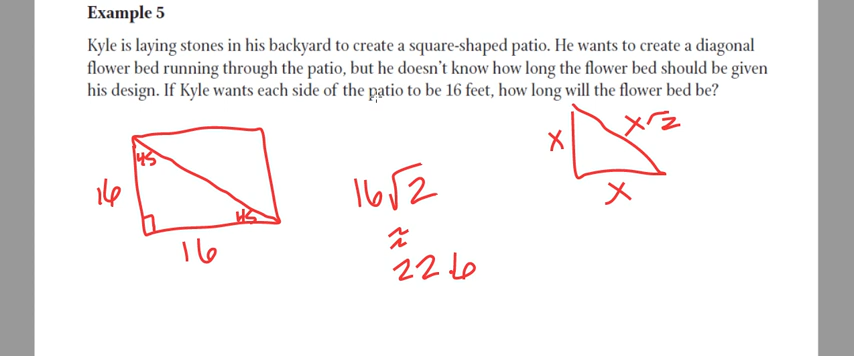 Example 5
Kyle is laying stones in his backyard to create a square-shaped patio. He wants to create a diagonal
flower bed running through the patio, but he doesn't know how long the flower bed should be given
his design. If Kyle wants each side of the patio to be 16 feet, how long will the flower bed be?
45
16
45
16
16√2
≈
22.6
x
x√2
x